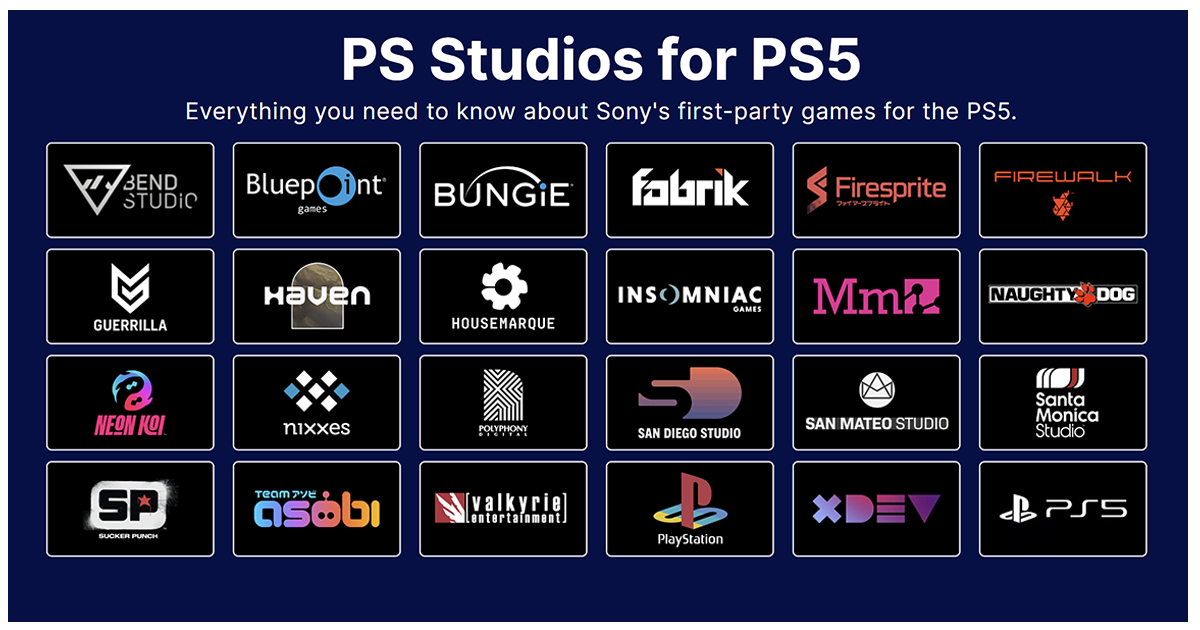 PS Studios for PS5
Everything you need to know about Sony's first-party games for the PS5.
BEND
STUDIO
Bluepoint®
games
BUNGiE
fabrik
Firesprite
ファイアースプライト
FIREWALK
GUERRILLA
HAVEN
HOUSEMARQUE
INSOMNIAC
GAMES
Mm
NAUGHTY DOG
NEON KOI
nixxes
POLYPHONY
DIGITAL
SAN DIEGO STUDIO
SAN MATEO STUDIO
Santa
Monica
Studio
SP
SUCKER PUNCH
TEAM アソビ
asobi
[valkyrie]
entertainment
PlayStation
XDEV
PS5